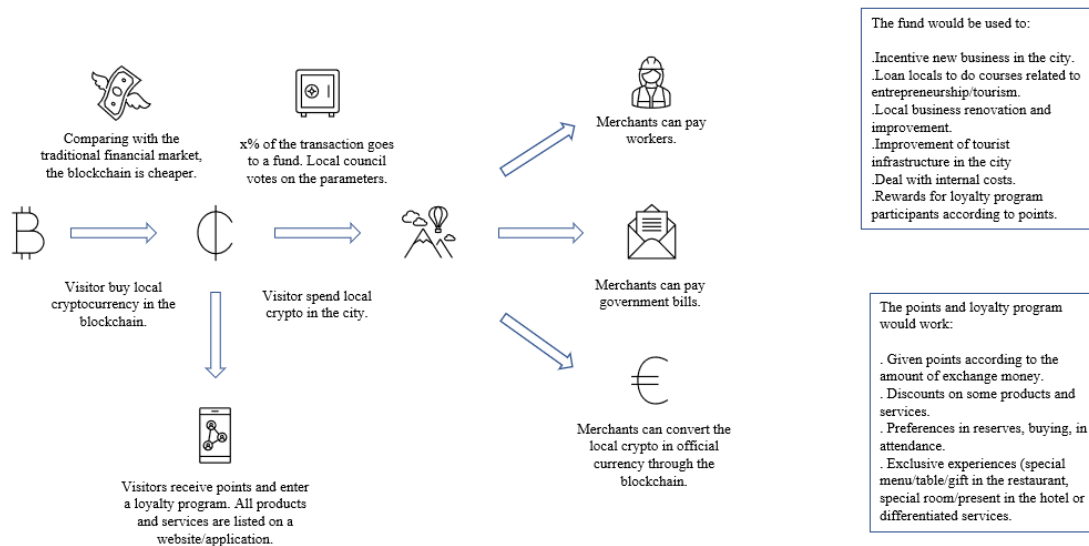 Comparing with the
traditional financial market,
the blockchain is cheaper.
x% of the transaction goes
to a fund. Local council
votes on the parameters.
Merchants can pay
workers.
Visitor buy local
cryptocurrency in the
blockchain.
Visitor spend local
crypto in the city.
Merchants can pay
government bills.
Visitors receive points and enter
a loyalty program. All products
and services are listed on a
website/application.
Merchants can convert the
local crypto in official
currency through the
blockchain.
The fund would be used to:
.Incentive new business in the city.
.Loan locals to do courses related to
entrepreneurship/tourism.
.Local business renovation and
improvement.
.Improvement of tourist
infrastructure in the city
.Deal with internal costs.
.Rewards for loyalty program
participants according to points.
The points and loyalty program
would work:
. Given points according to the
amount of exchange money.
. Discounts on some products and
services.
. Preferences in reserves, buying, in
attendance.
. Exclusive experiences (special
menu/table/gift in the restaurant,
special room/present in the hotel or
differentiated services.